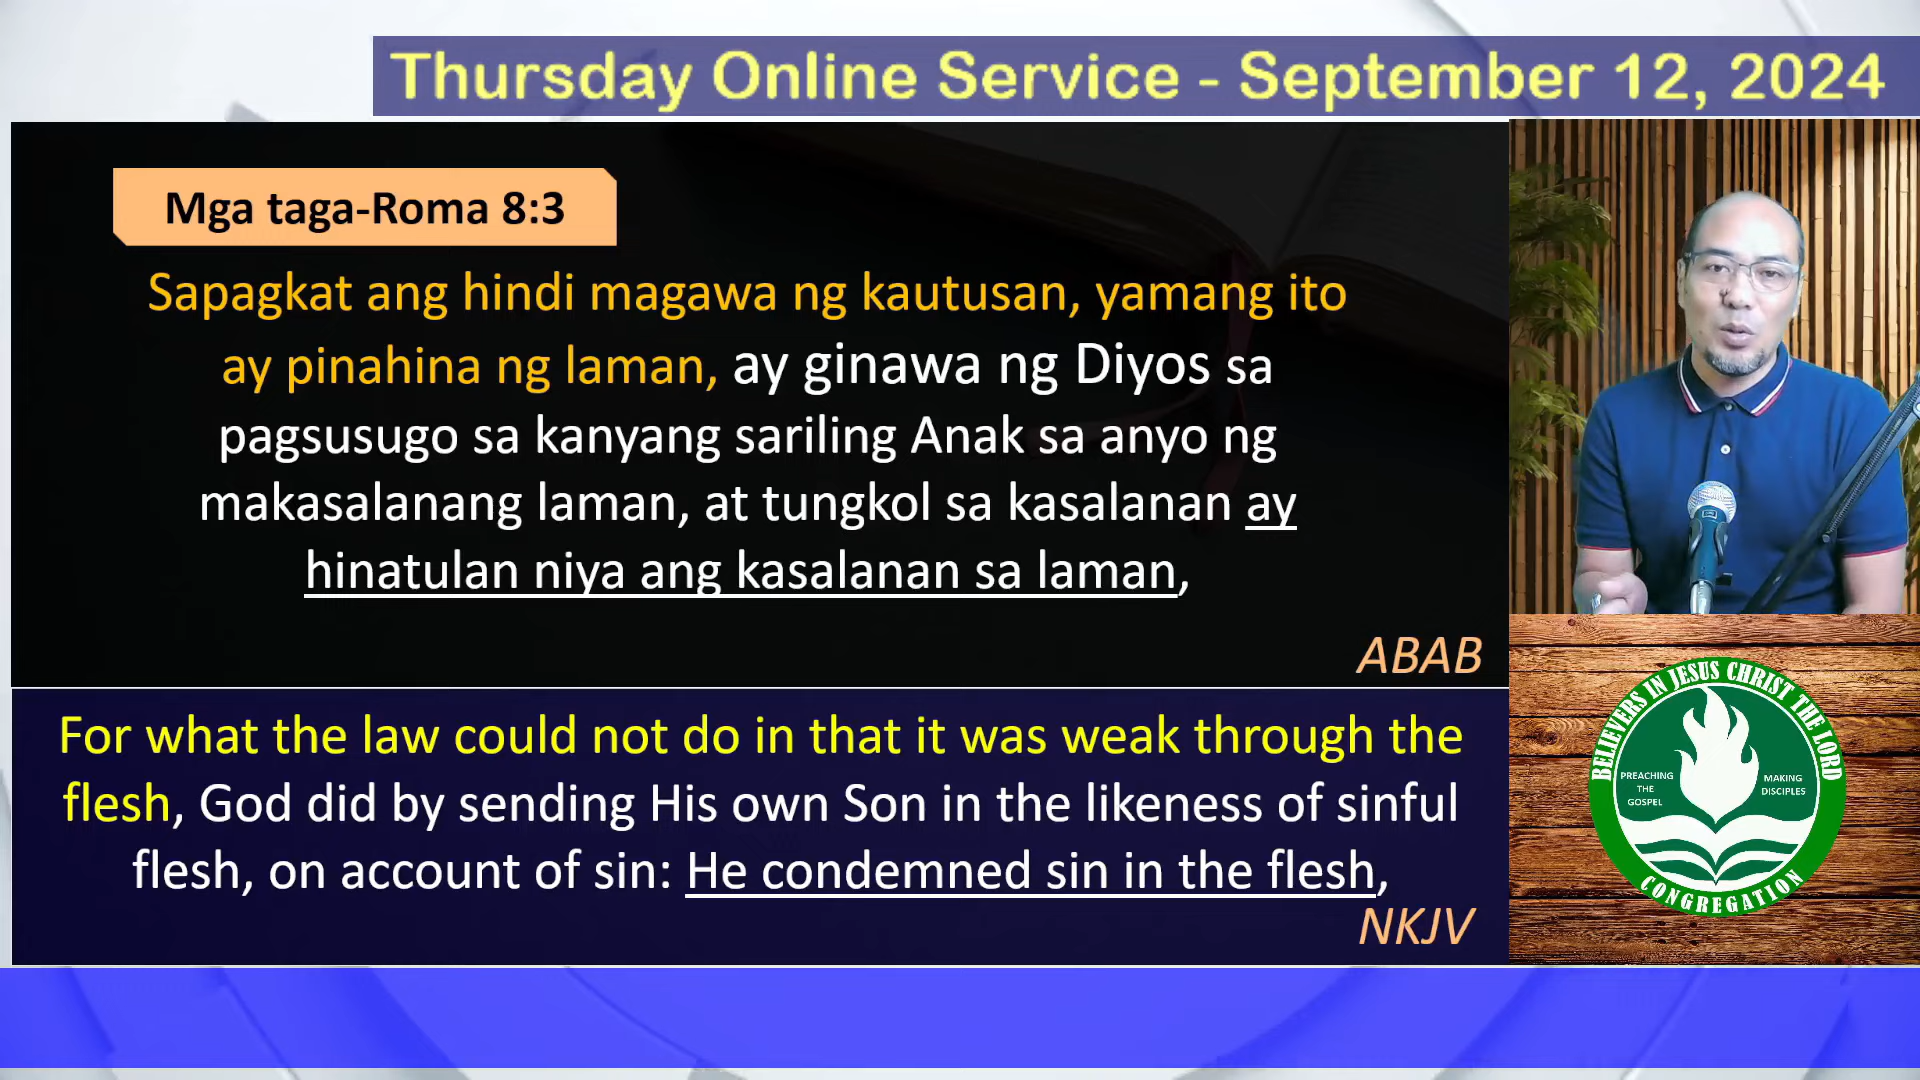 Thursday Online Service - September 12, 2024
Mga taga-Roma 8:3
Sapagkat ang hindi magawa ng kautusan, yamang ito
ay pinahina ng laman, ay ginawa ng Diyos sa
pagsusugo sa kanyang sariling Anak sa anyo ng
makasalanang laman, at tungkol sa kasalanan ay
hinatulan niya ang kasalanan sa laman,
ABAB
For what the law could not do in that it was weak through the
flesh, God did by sending His own Son in the likeness of sinful
flesh, on account of sin: He condemned sin in the flesh,
NKJV
BELIEVERS IN JESUS CHRIST THE LORD
PREACHING
THE
GOSPEL
MAKING
DISCIPLES
CONGREGATION